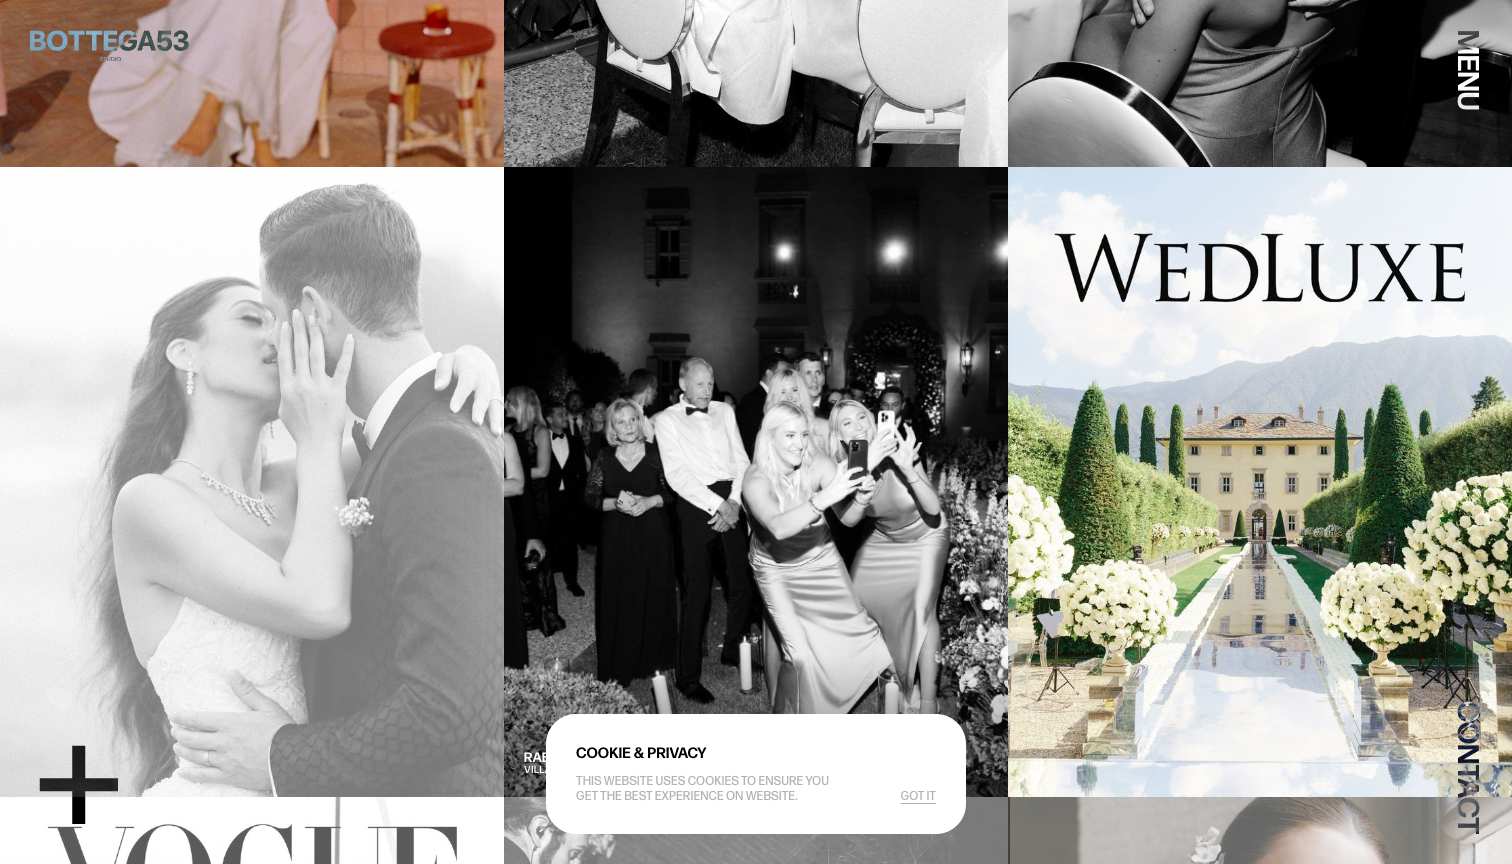 BOTTEGA53
MENU
WEDLUXE
COOKIE & PRIVACY
THIS WEBSITE USES COOKIES TO ENSURE YOU
GET THE BEST EXPERIENCE ON WEBSITE.
GOT IT
CONTACT
VOGUE